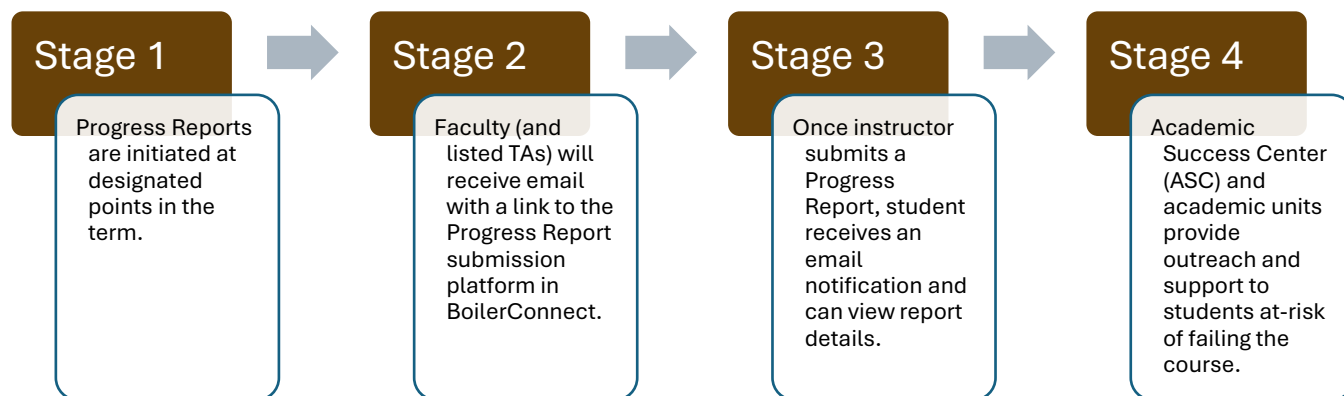 Stage 1
Progress Reports
are initiated at
designated
points in the
term.
Stage 2
Faculty (and
listed TAs) will
receive email
with a link to the
Progress Report
submission
platform in
BoilerConnect.
Stage 3
Once instructor
submits a
Progress
Report, student
receives an
email
notification and
can view report
details.
Stage 4
Academic
Success Center
(ASC) and
academic units
provide
outreach and
support to
students at-risk
of failing the
course.